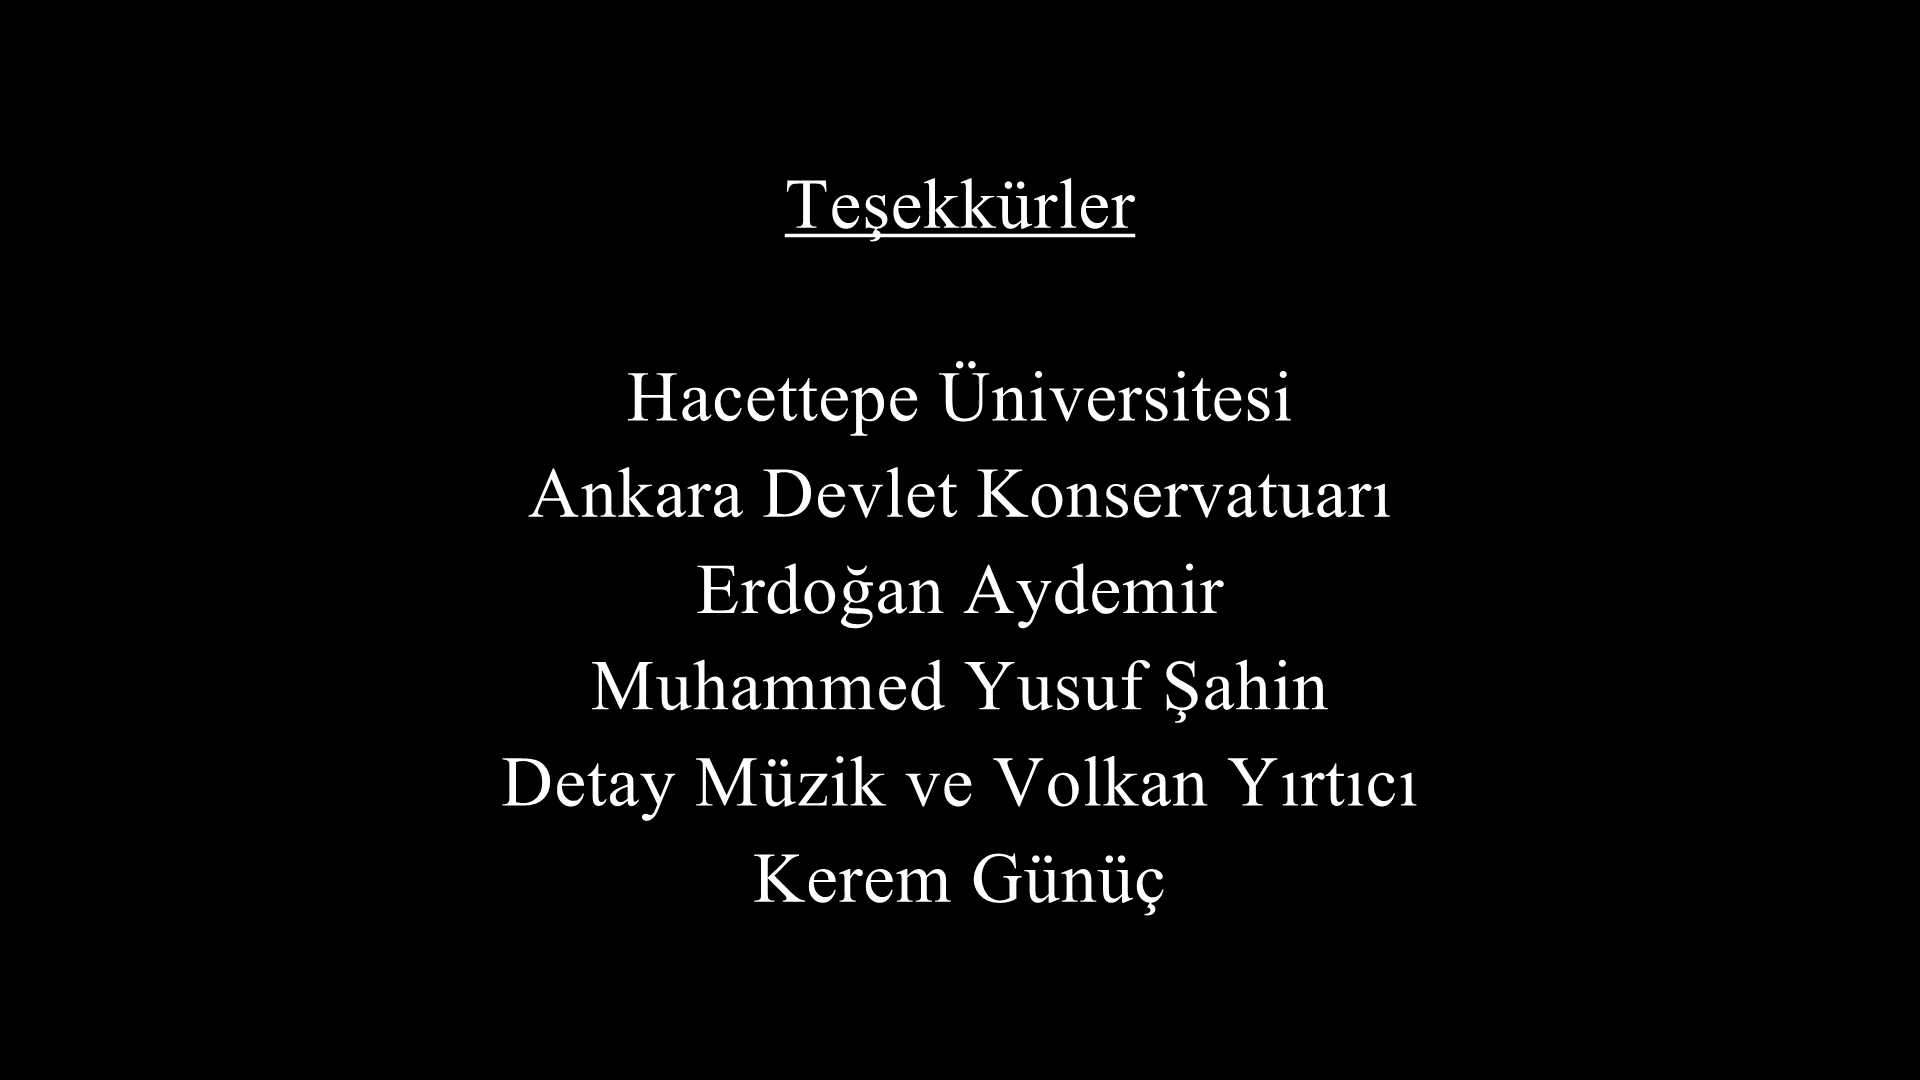 Teşekkürler
Hacettepe Üniversitesi
Ankara Devlet Konservatuarı
Erdoğan Aydemir
Muhammed Yusuf Şahin
Detay Müzik ve Volkan Yırtıcı
Kerem Günüç